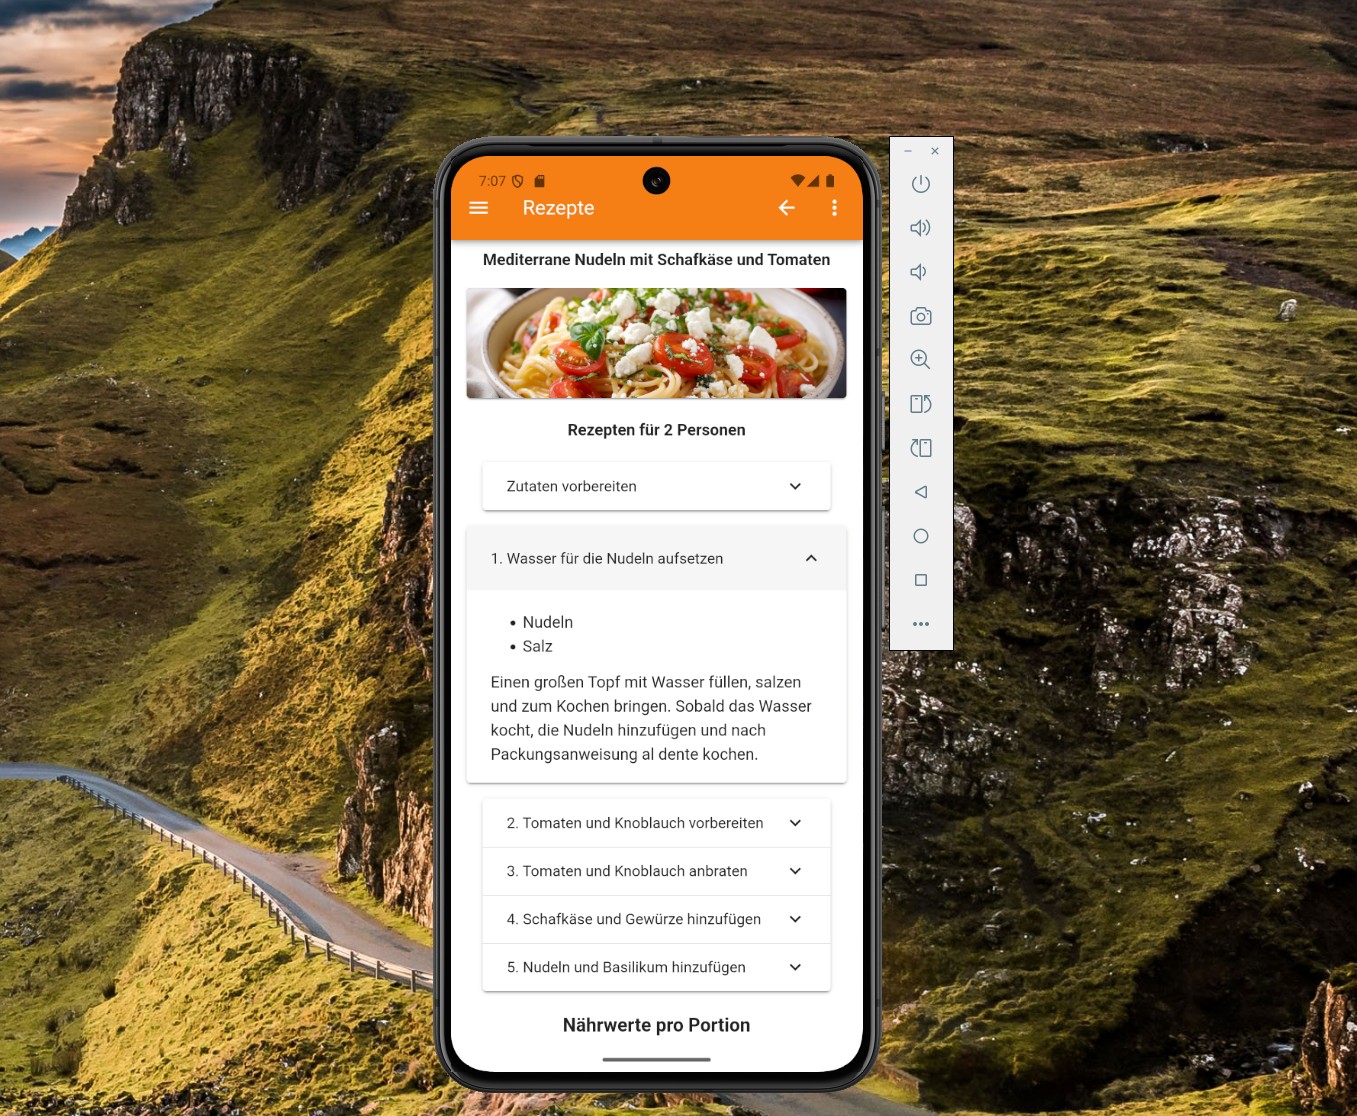 7:07
Rezepte
Mediterrane Nudeln mit Schafkäse und Tomaten
Rezepten für 2 Personen
Zutaten vorbereiten
1. Wasser für die Nudeln aufsetzen
• Nudeln
• Salz
Einen großen Topf mit Wasser füllen, salzen
und zum Kochen bringen. Sobald das Wasser
kocht, die Nudeln hinzufügen und nach
Packungsanweisung al dente kochen.
2. Tomaten und Knoblauch vorbereiten
3. Tomaten und Knoblauch anbraten
4. Schafkäse und Gewürze hinzufügen
5. Nudeln und Basilikum hinzufügen
Nährwerte pro Portion